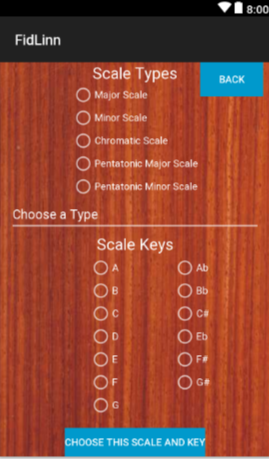 8:00
FidLinn
Scale Types
BACK
Major Scale
Minor Scale
Chromatic Scale
Pentatonic Major Scale
Pentatonic Minor Scale
Choose a Type
Scale Keys
A Ab
B Bb
C C#
D Eb
E F#
F G#
G
CHOOSE THIS SCALE AND KEY